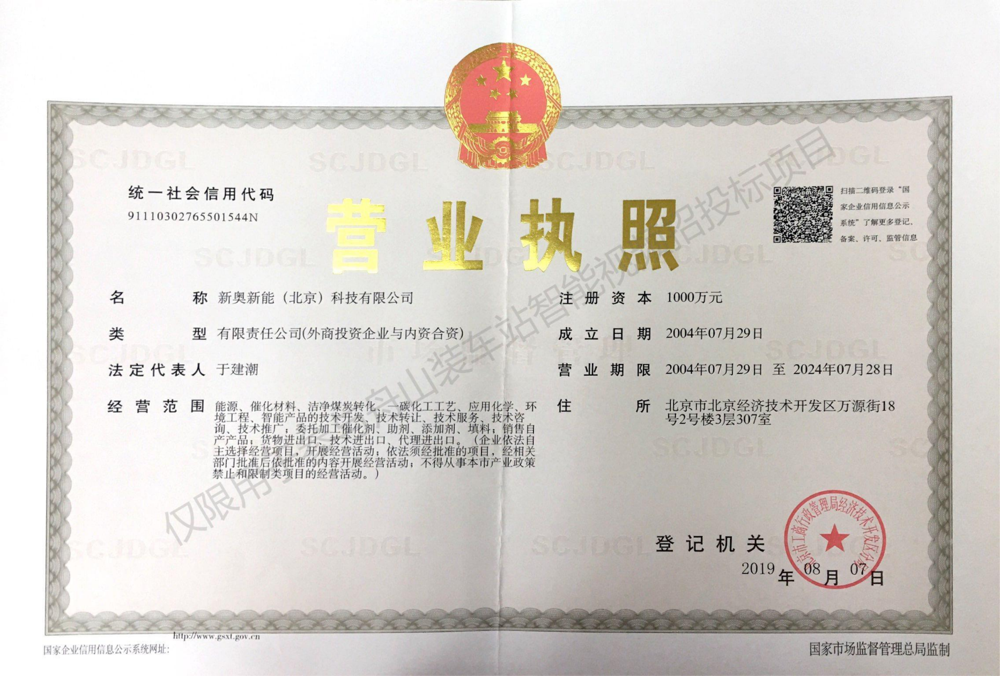 统一社会信用代码
91110302765501544N
营业执照
扫描二维码登录“国
家企业信用信息公示
系统”了解更多登记、
备案、许可、监管信息
名称 新奥新能（北京）科技有限公司
类型 有限责任公司(外商投资企业与内资合资)
法定代表人 于建潮
经营范围 能源、催化材料、洁净煤炭转化、一碳化工工艺、应用化学、环
境工程、智能产品的技术开发、技术转让、技术服务、技术咨
询、技术推广；委托加工催化剂、助剂、添加剂、填料；销售自
产产品；货物进出口、技术进出口、代理进出口。（企业依法自
主选择经营项目，开展经营活动；依法须经批准的项目，经相关
部门批准后依批准的内容开展经营活动；不得从事本市产业政策
禁止和限制类项目的经营活动。）
注册资本 1000万元
成立日期 2004年07月29日
营业期限 2004年07月29日 至 2024年07月28日
住所 北京市北京经济技术开发区万源街18
号2号楼3层307室
登记机关
2019年08月07日
北京市工商行政管理局经济技术开发区分局
http://www.gsxt.gov.cn
国家企业信用信息公示系统网址:
国家市场监督管理总局监制
SCJDGL
市场监督管理
仅限用于
舟山装车站智能视
招投标项目